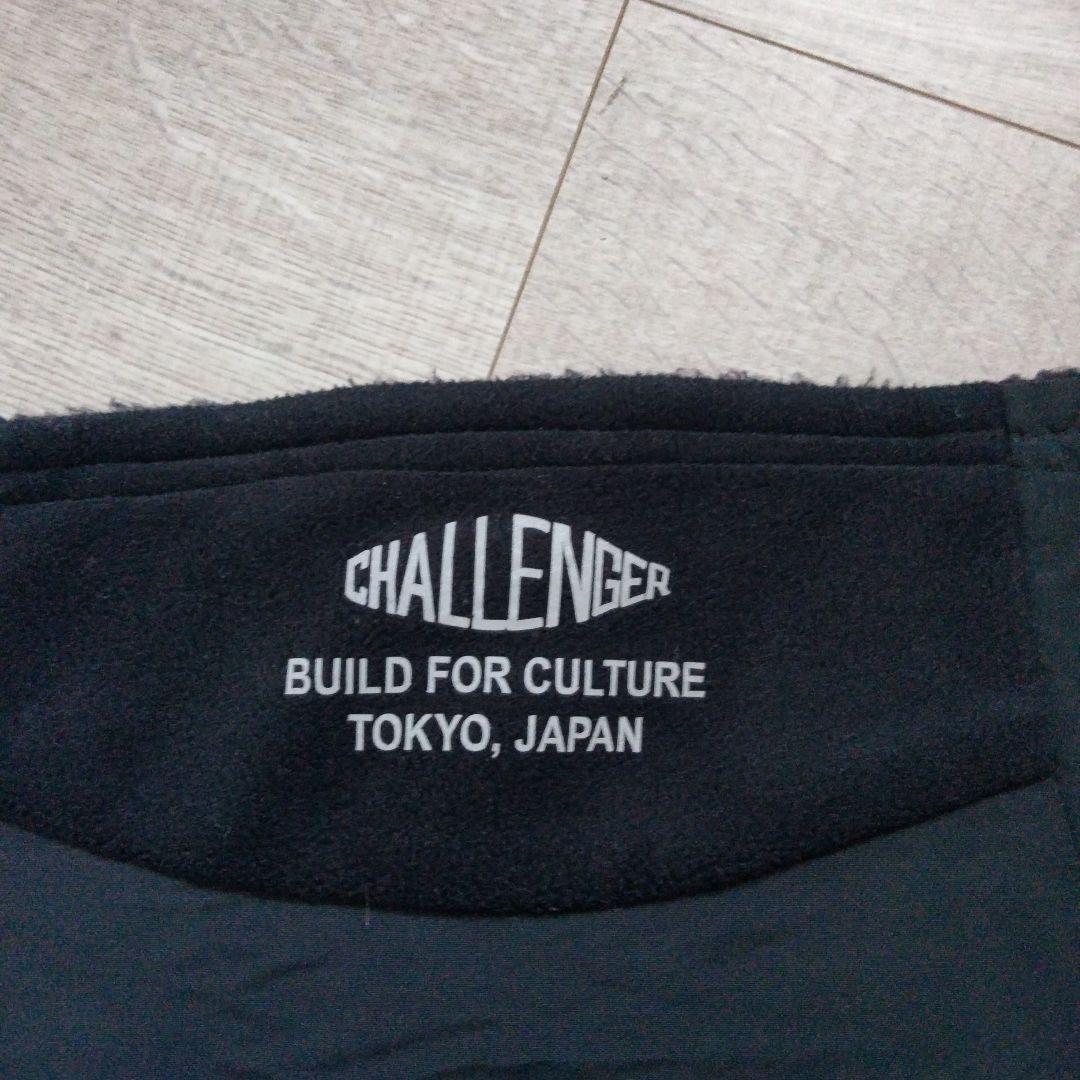 CHALLENGER
BUILD FOR CULTURE
TOKYO, JAPAN